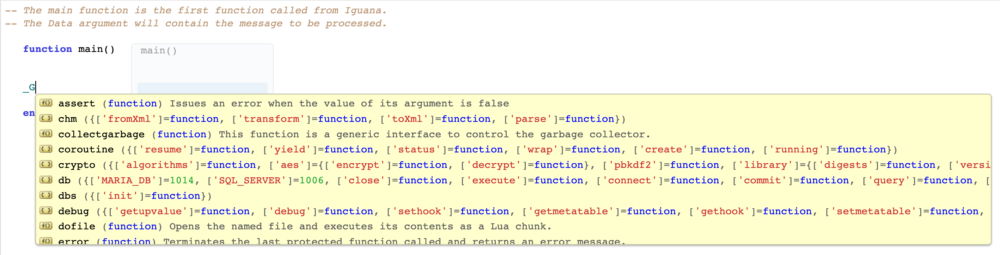 -- The main function is the first function called from Iguana.
-- The Data argument will contain the message to be processed.
function main()
main()
_G
en
f() assert (function) Issues an error when the value of its argument is false
{ } chm ({['fromXml']=function, ['transform']=function, ['toXml']=function, ['parse']=function})
f() collectgarbage (function) This function is a generic interface to control the garbage collector.
{ } coroutine ({['resume']=function, ['yield']=function, ['status']=function, ['wrap']=function, ['create']=function, ['running']=function})
{ } crypto ({['algorithms']=function, ['aes']={['encrypt']=function, ['decrypt']=function}, ['pbkdf2']=function, ['library']={['digests']=function, ['versi
{ } db ({['MARIA_DB']=1014, ['SQL_SERVER']=1006, ['close']=function, ['execute']=function, ['connect']=function, ['commit']=function, ['query']=function, [
{ } dbs ({['init']=function})
{ } debug ({['getupvalue']=function, ['debug']=function, ['sethook']=function, ['getmetatable']=function, ['gethook']=function, ['setmetatable']=function,
f() dofile (function) Opens the named file and executes its contents as a Lua chunk.
f() error (function) Terminates the last protected function called and returns an error message.